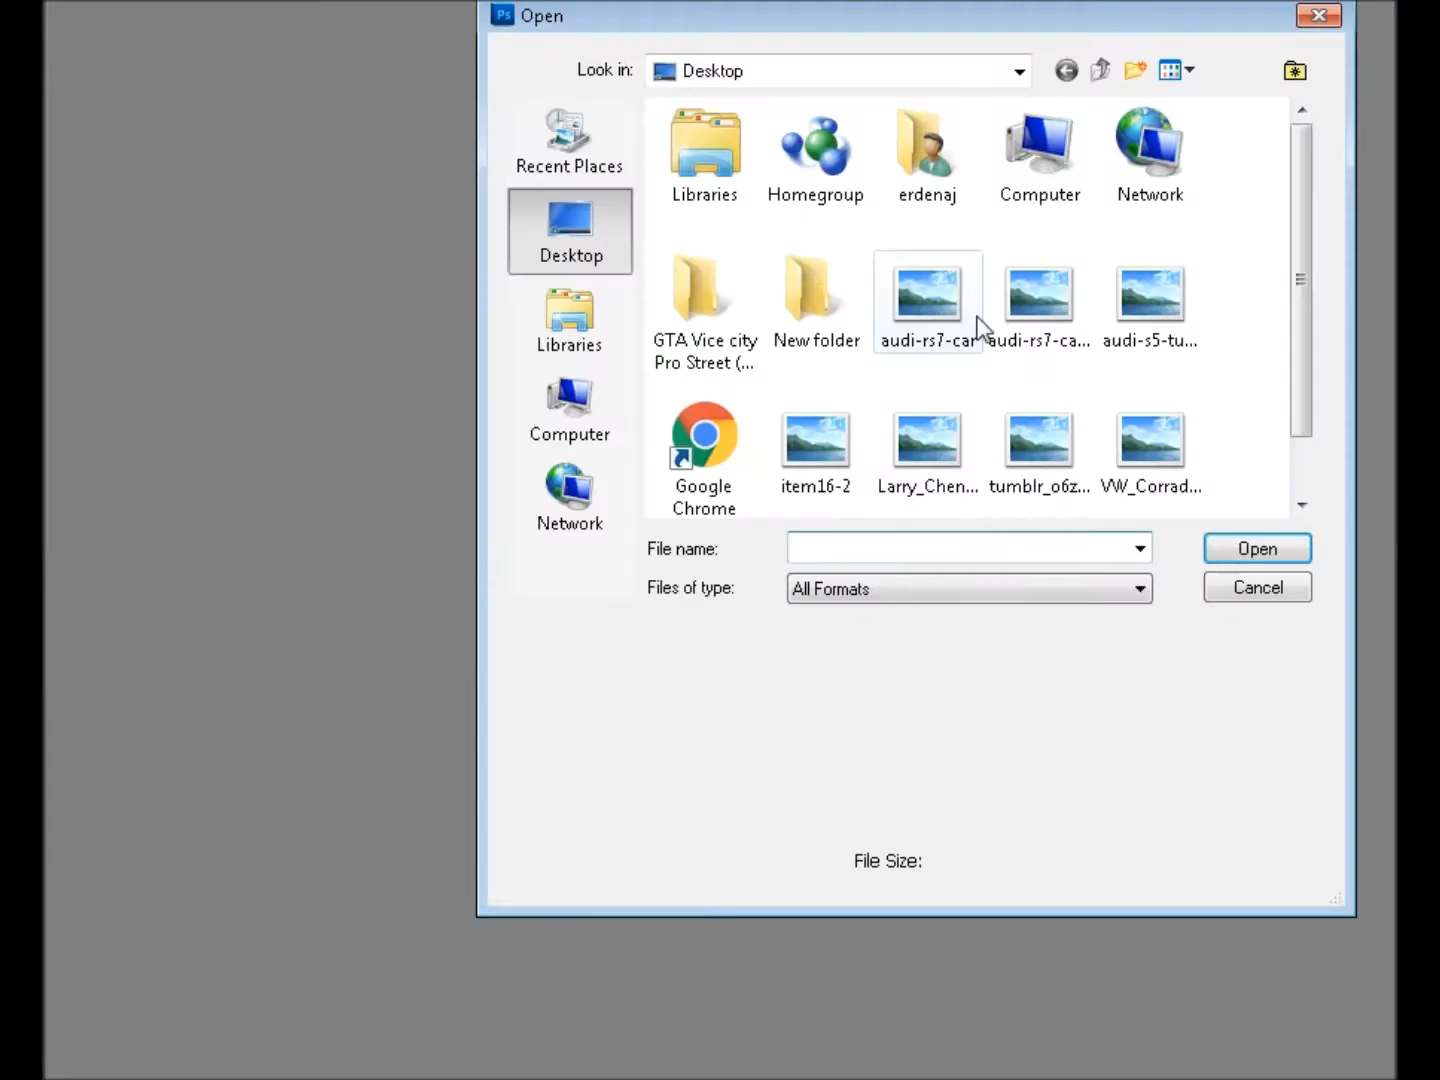 Ps Open
Look in: Desktop
Recent Places
Desktop
Libraries
Computer
Network
Libraries Homegroup erdenaj Computer Network
GTA Vice city
Pro Street (...
New folder
audi-rs7-car
audi-rs7-ca...
audi-s5-tu...
Google
Chrome
item16-2
Larry_Chen...
tumblr_o6z...
VW_Corrad...
File name:
Open
Files of type: All Formats
Cancel
File Size: